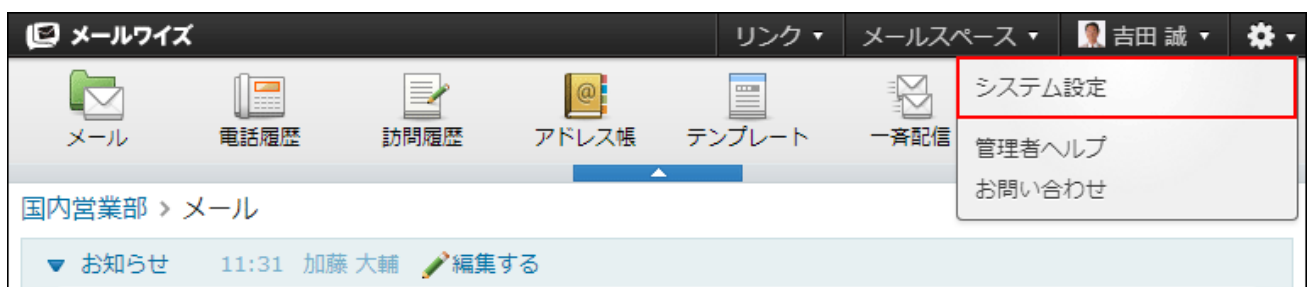 メールワイズ リンク ▼ メールスペース ▼ 吉田 誠 ▼
メール 電話履歴 訪問履歴 アドレス帳 テンプレート 一斉配信
システム設定
管理者ヘルプ
お問い合わせ
国内営業部 > メール
▼ お知らせ 11:31 加藤 大輔 編集する